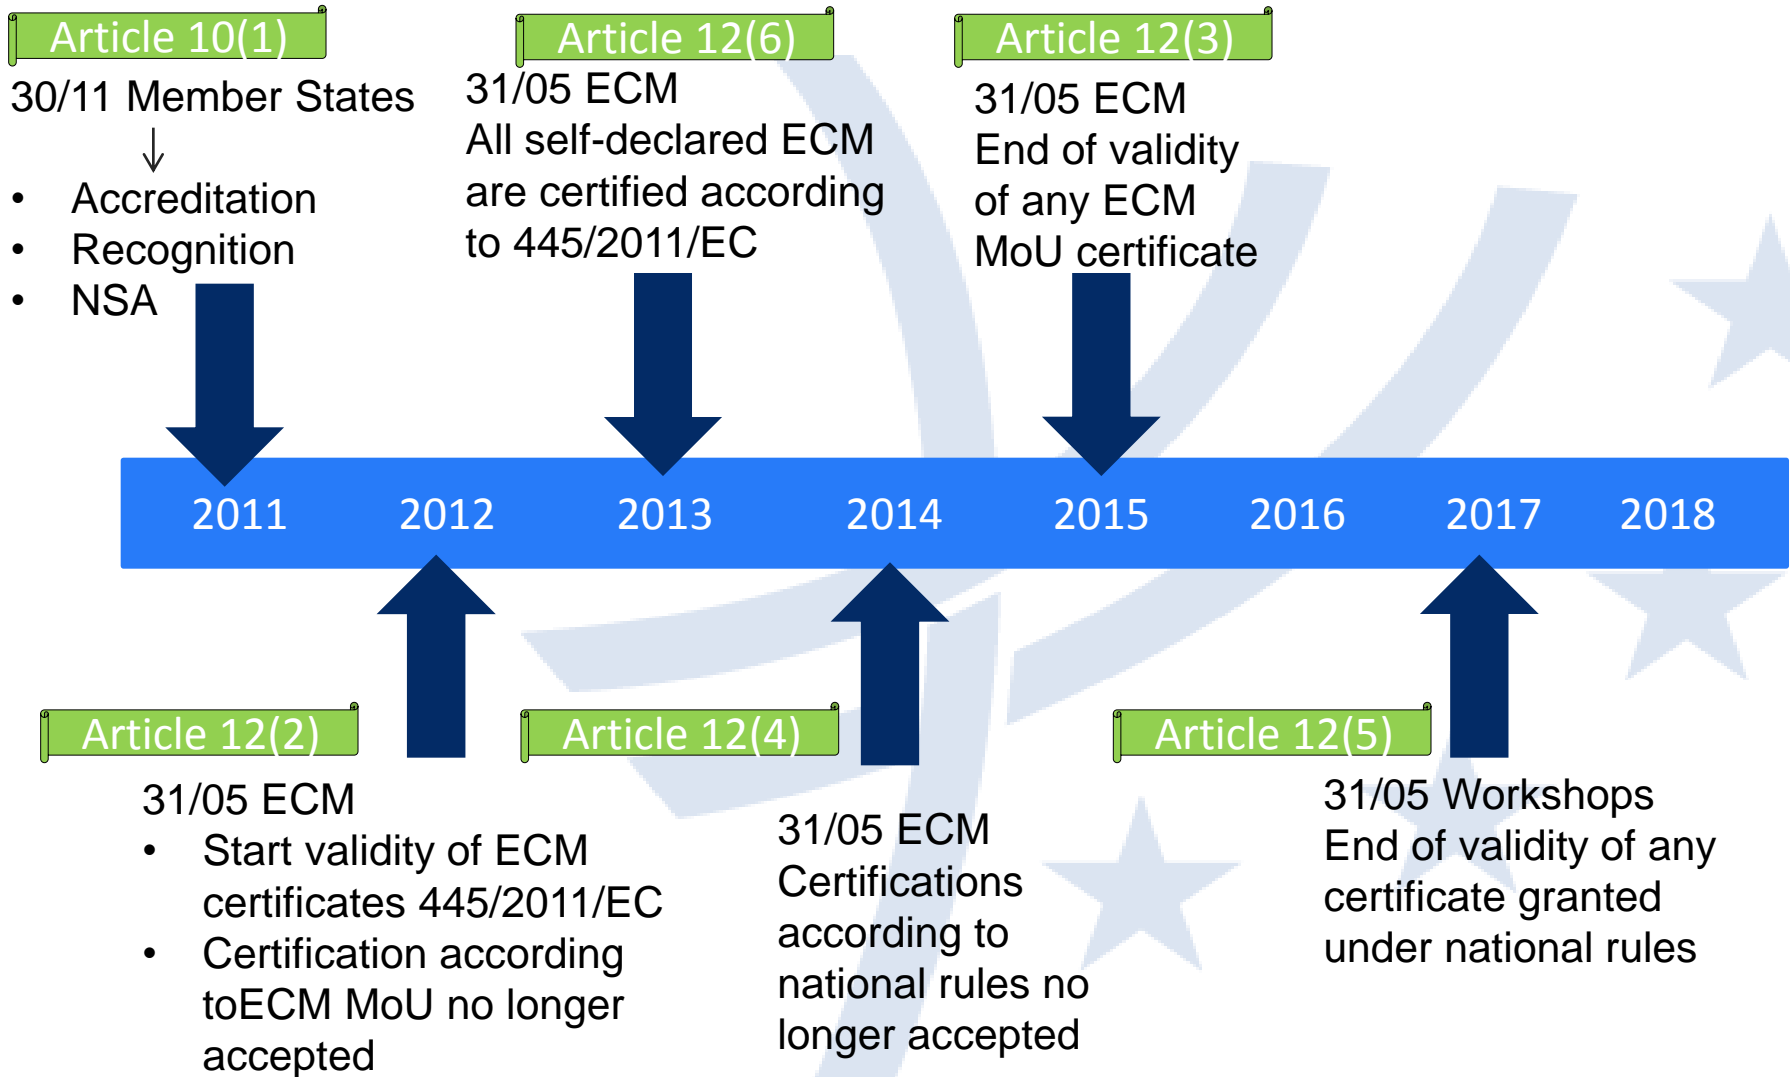 Article 10(1)
30/11 Member States
• Accreditation
• Recognition
• NSA
Article 12(6)
31/05 ECM
All self-declared ECM
are certified according
to 445/2011/EC
Article 12(3)
31/05 ECM
End of validity
of any ECM
MoU certificate
2011 2012 2013 2014 2015 2016 2017 2018
Article 12(2)
31/05 ECM
• Start validity of ECM
certificates 445/2011/EC
• Certification according
toECM MoU no longer
accepted
Article 12(4)
31/05 ECM
Certifications
according to
national rules no
longer accepted
Article 12(5)
31/05 Workshops
End of validity of any
certificate granted
under national rules